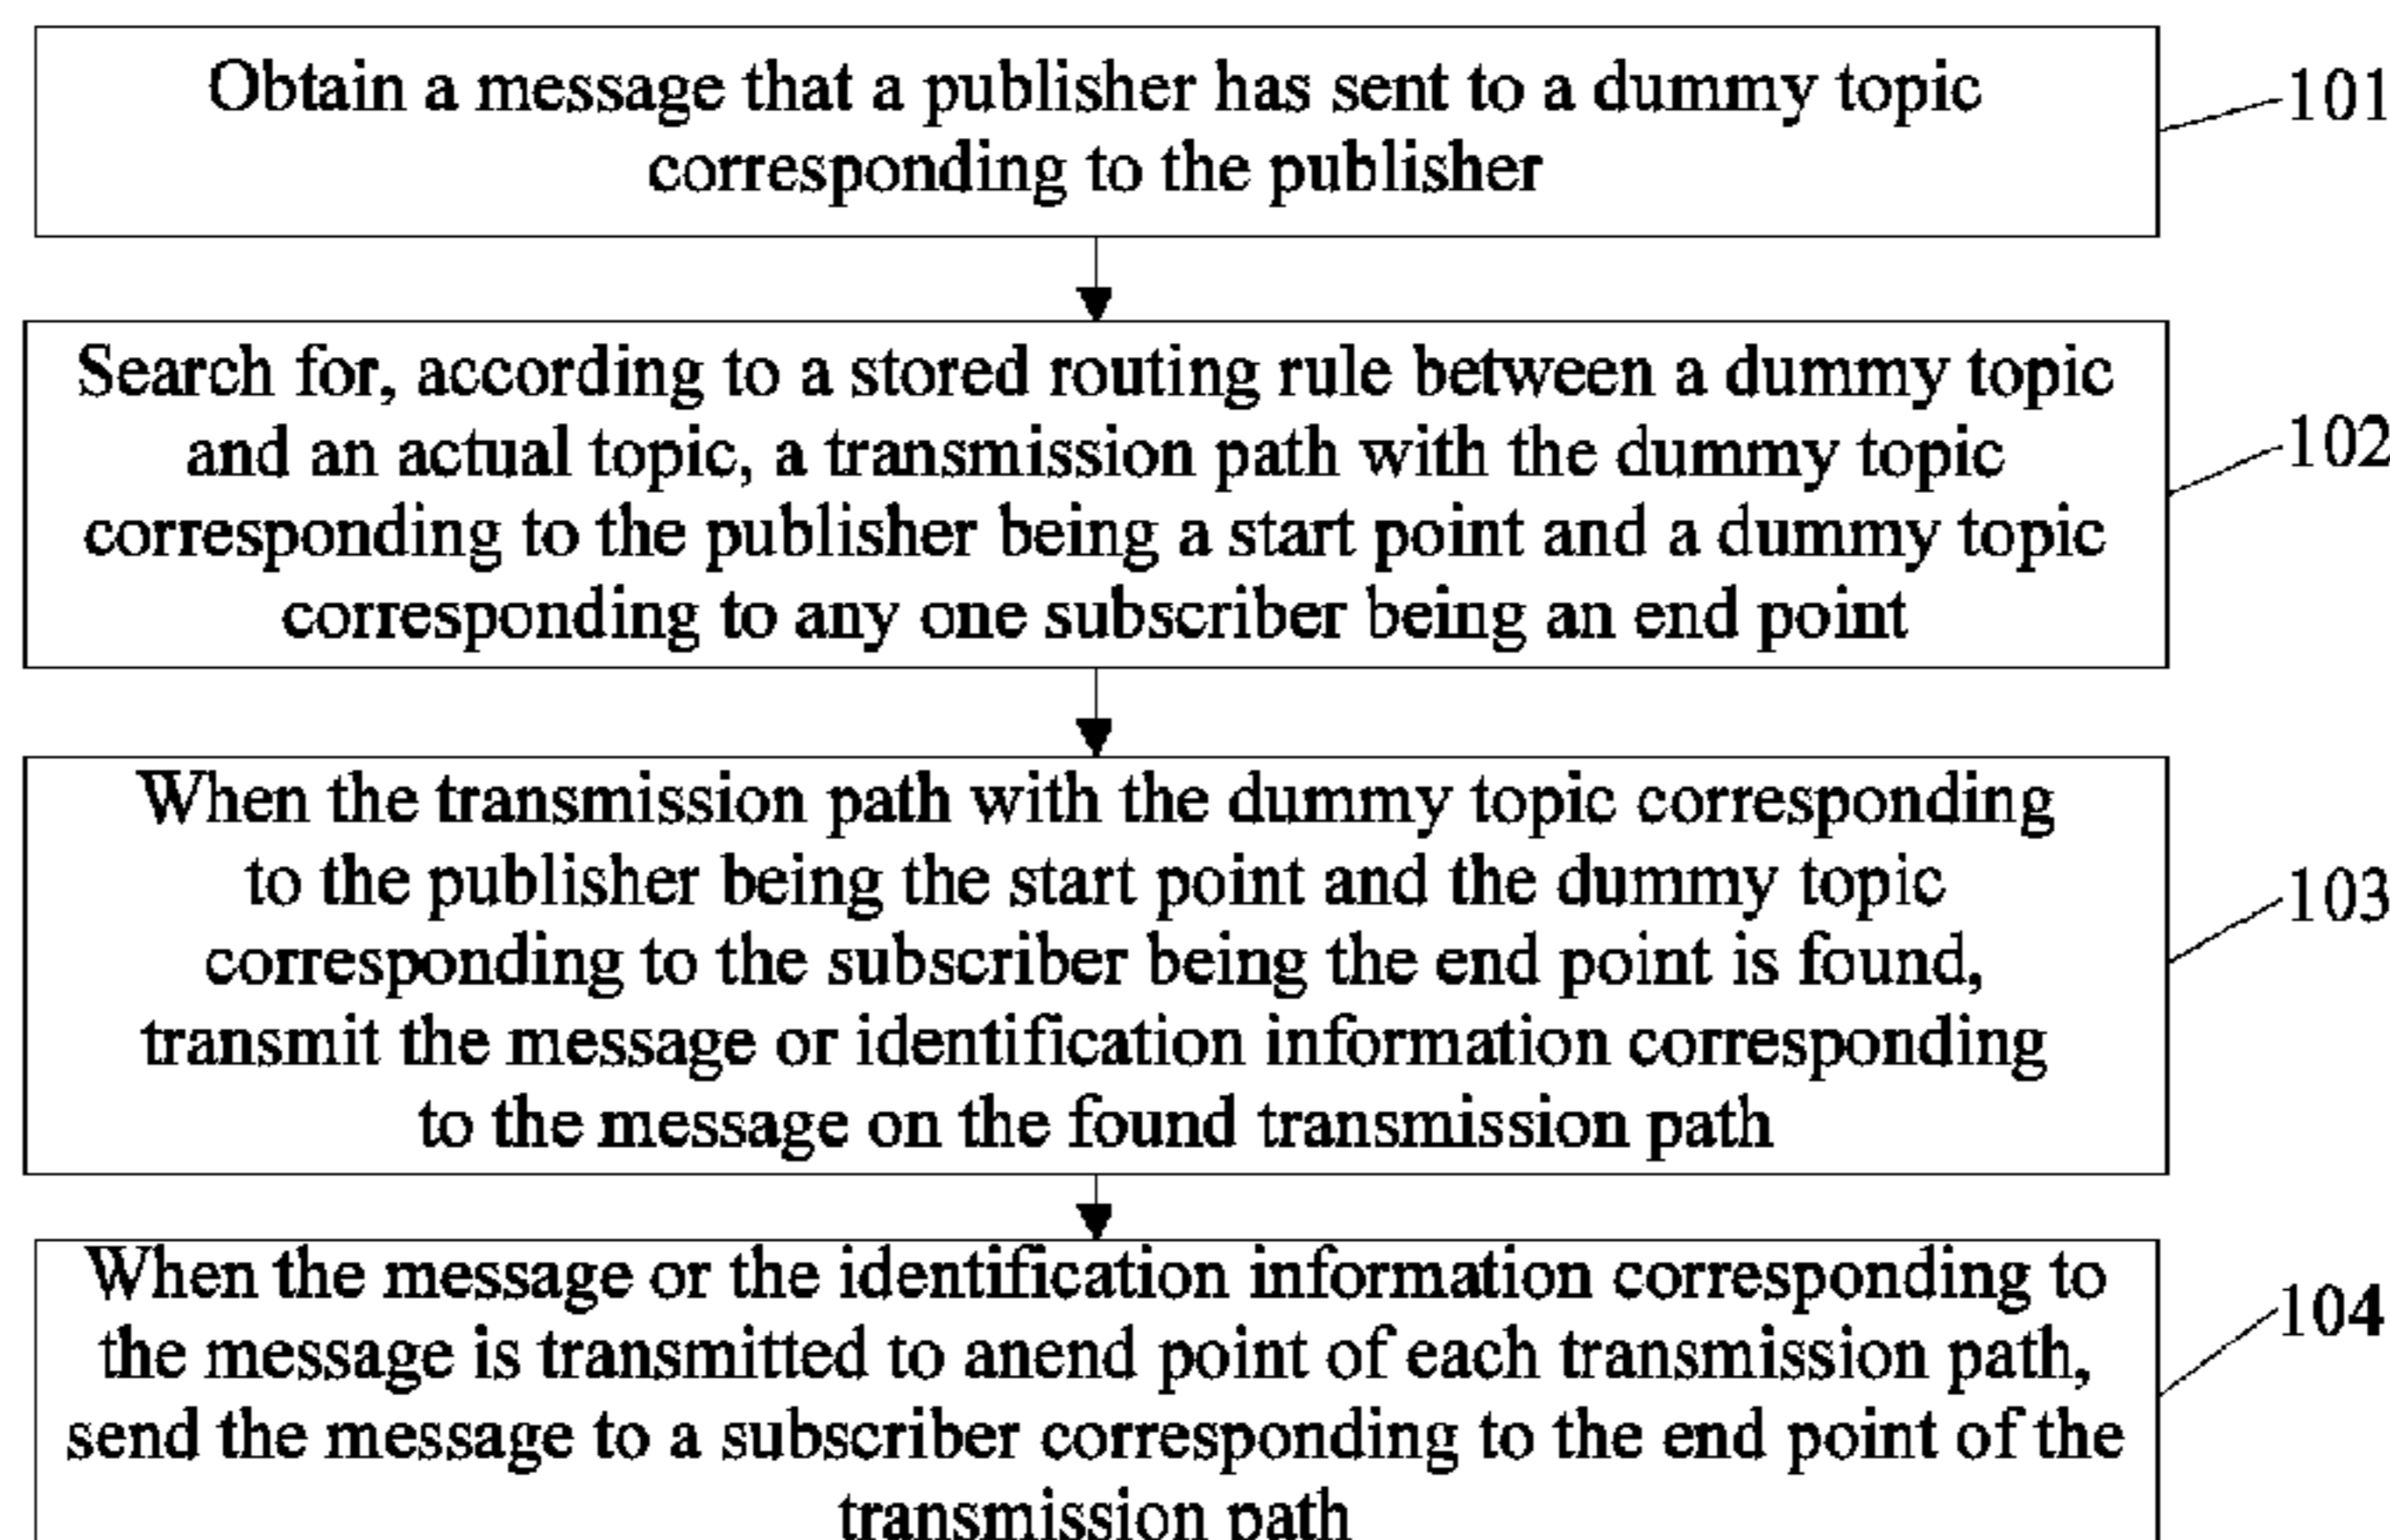 Obtain a message that a publisher has sent to a dummy topic
corresponding to the publisher
101
Search for, according to a stored routing rule between a dummy topic
and an actual topic, a transmission path with the dummy topic
corresponding to the publisher being a start point and a dummy topic
corresponding to any one subscriber being an end point
102
When the transmission path with the dummy topic corresponding
to the publisher being the start point and the dummy topic
corresponding to the subscriber being the end point is found,
transmit the message or identification information corresponding
to the message on the found transmission path
103
When the message or the identification information corresponding to
the message is transmitted to anend point of each transmission path,
send the message to a subscriber corresponding to the end point of the
transmission path
104